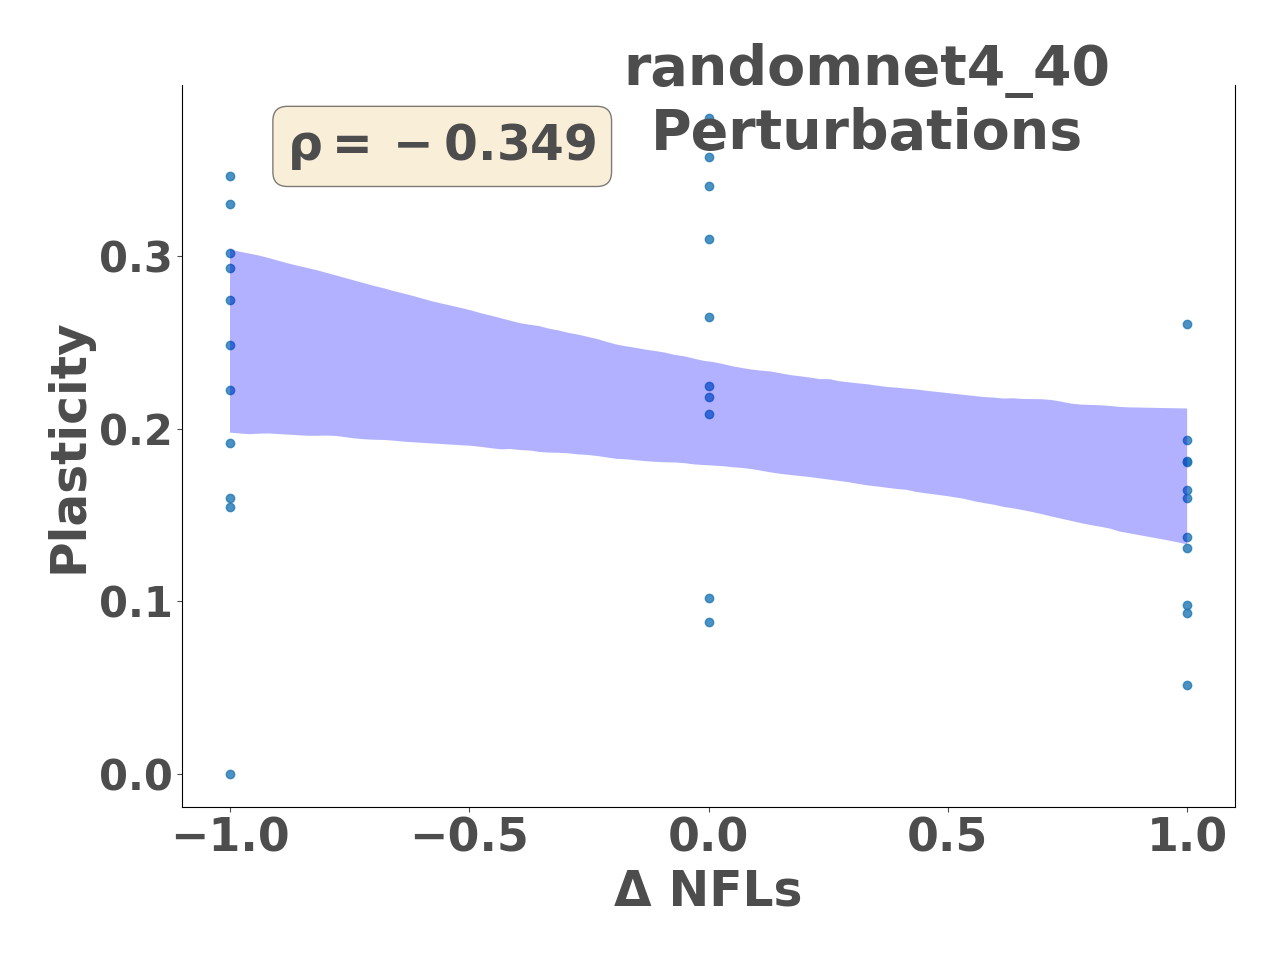 randomnet4_40
Perturbations
ρ = − 0.349
Plasticity
0.3
0.2
0.1
0.0
−1.0 −0.5 0.0 0.5 1.0
Δ NFLs